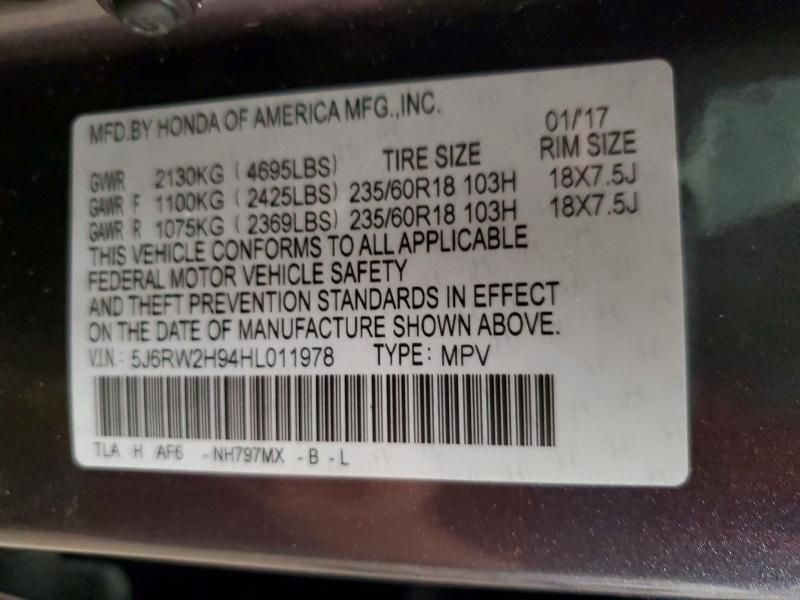 MFD.BY HONDA OF AMERICA MFG.,INC. 01/'17
TIRE SIZE RIM SIZE
GVWR 2130KG (4695LBS)
GAWR F 1100KG (2425LBS) 235/60R18 103H 18X7.5J
GAWR R 1075KG (2369LBS) 235/60R18 103H 18X7.5J
THIS VEHICLE CONFORMS TO ALL APPLICABLE
FEDERAL MOTOR VEHICLE SAFETY
AND THEFT PREVENTION STANDARDS IN EFFECT
ON THE DATE OF MANUFACTURE SHOWN ABOVE.
V.I.N.: 5J6RW2H94HL011978 TYPE: MPV
TLA H AF6 -NH797MX -B -L